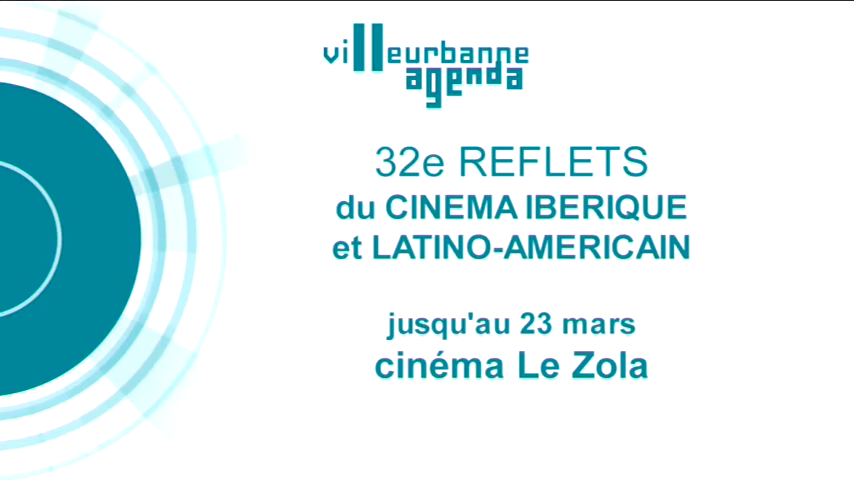 villeurbanne
agenda
32e REFLETS
du CINEMA IBERIQUE
et LATINO-AMERICAIN
jusqu'au 23 mars
cinéma Le Zola